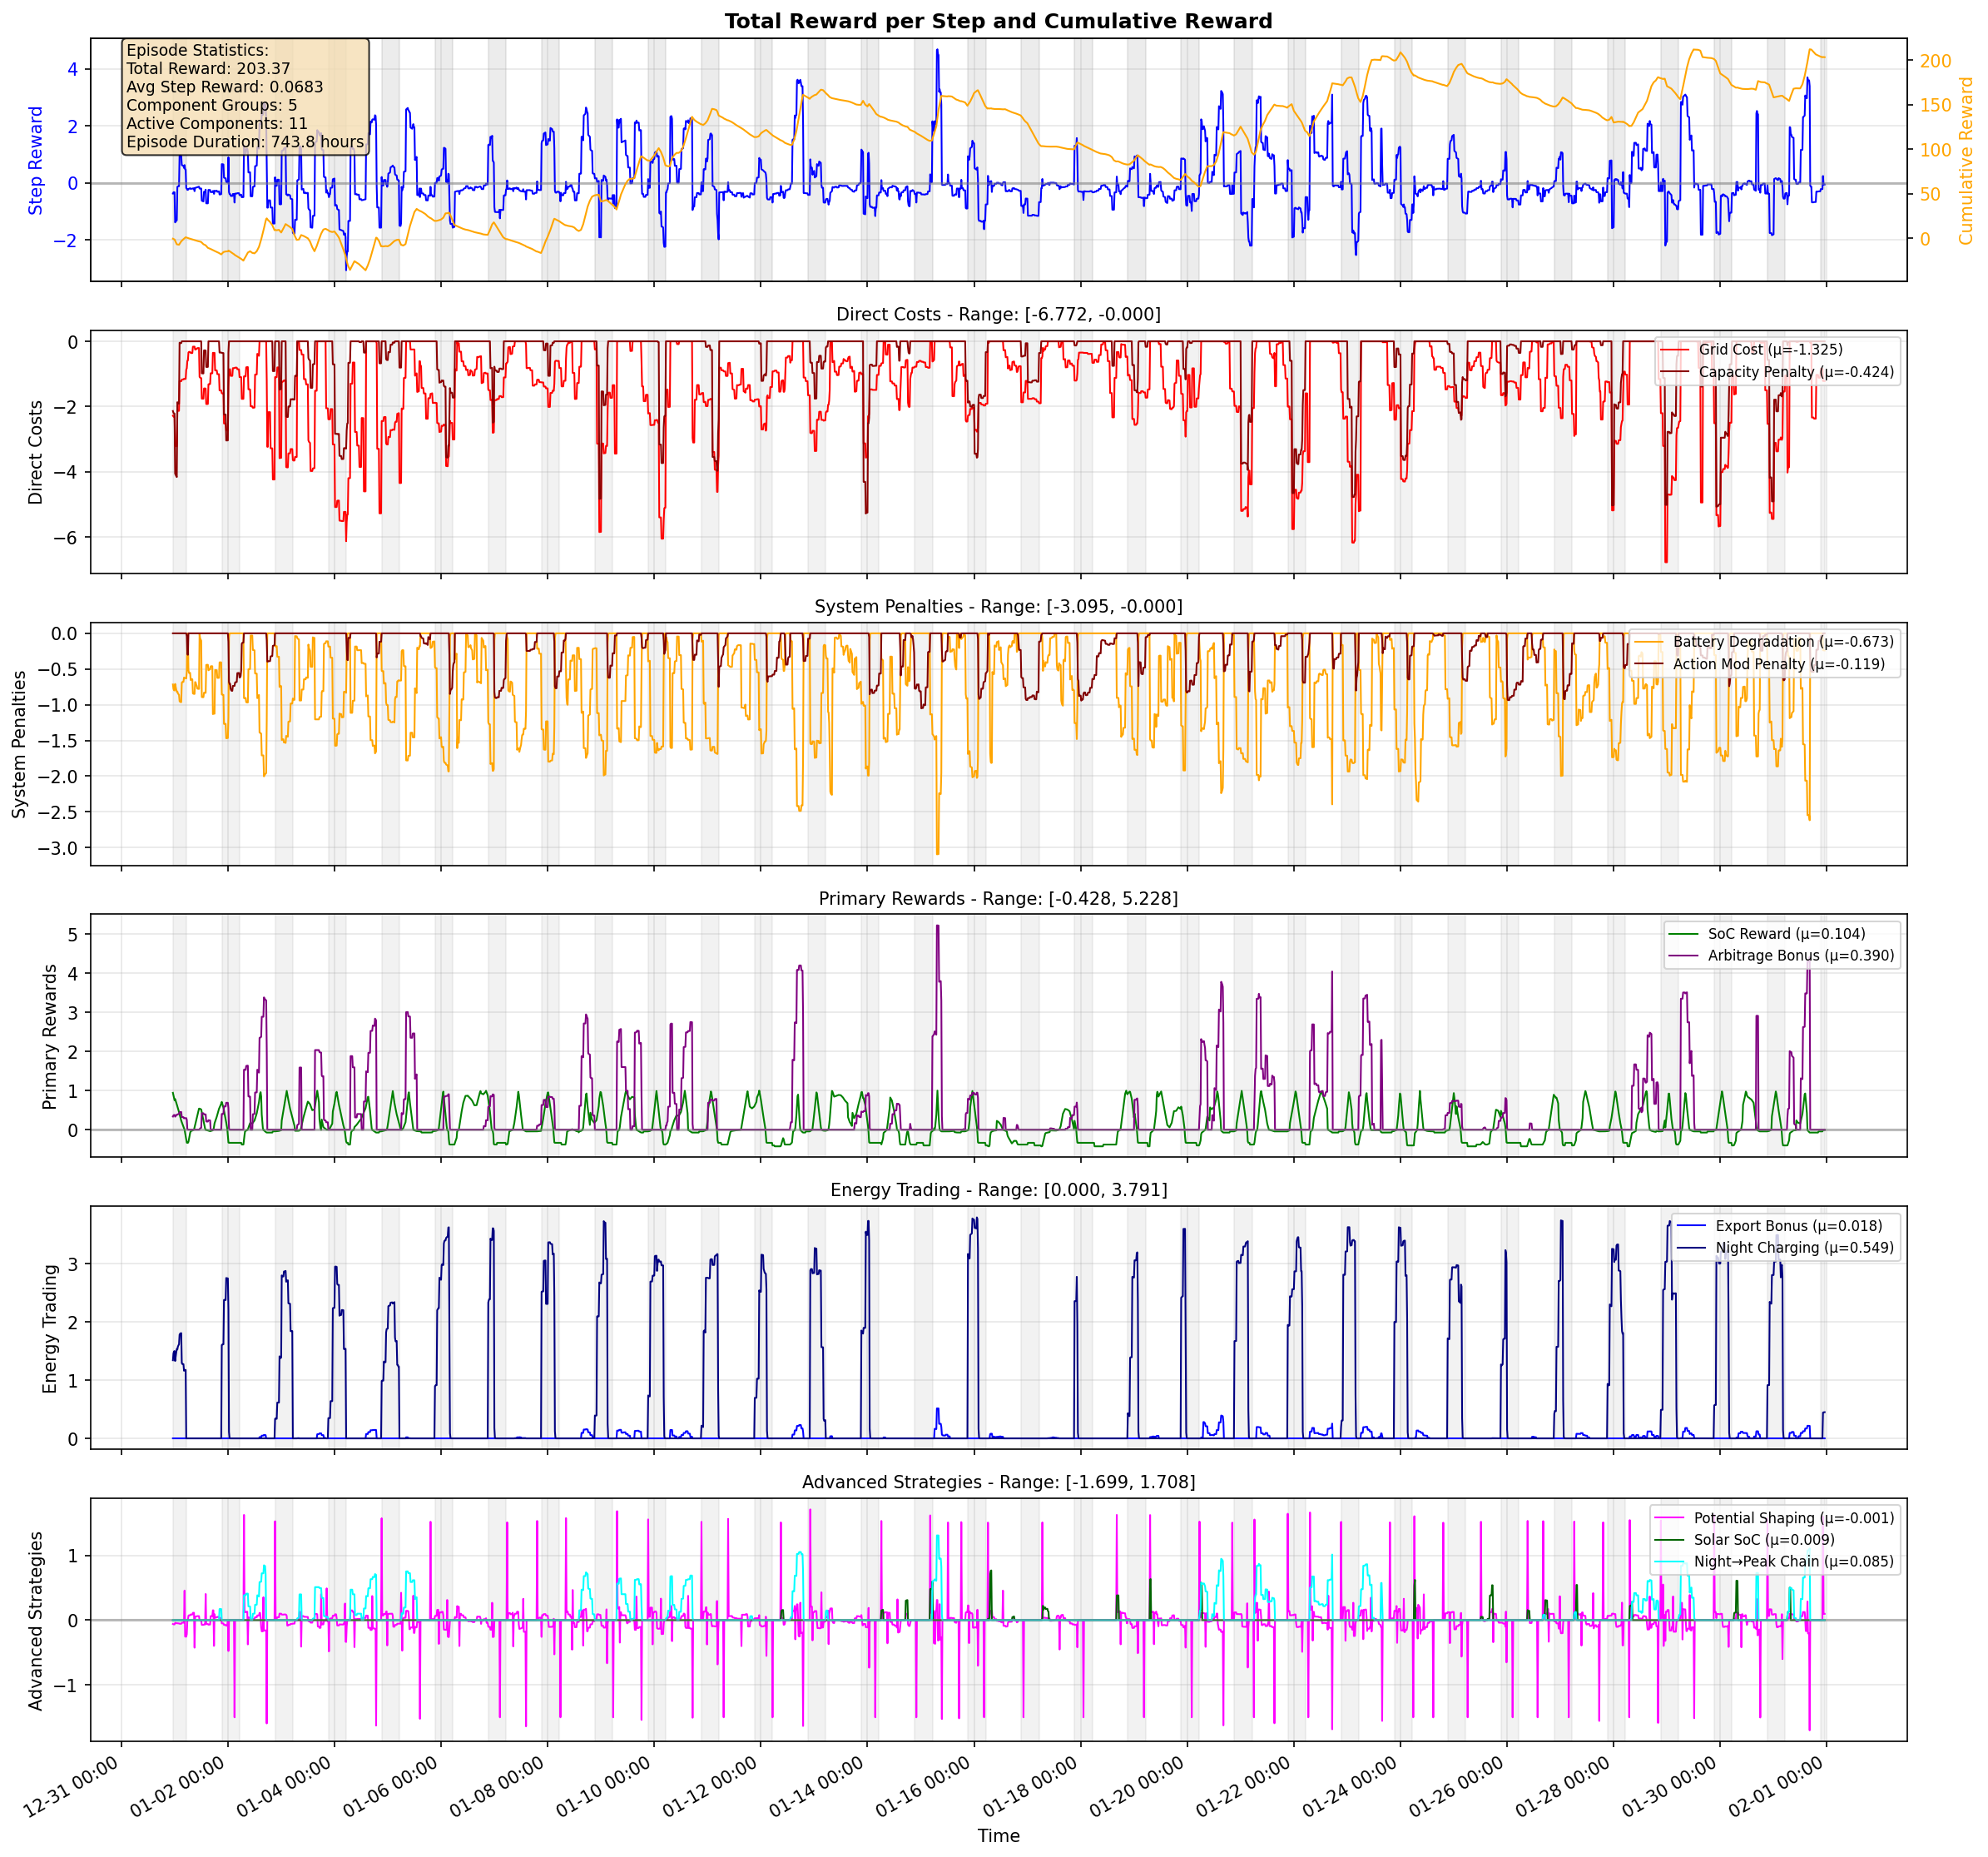 Total Reward per Step and Cumulative Reward
Episode Statistics:
Total Reward: 203.37
Avg Step Reward: 0.0683
Component Groups: 5
Active Components: 11
Episode Duration: 743.8 hours
Step Reward
4
2
0
−2
Cumulative Reward
200
150
100
50
0
Direct Costs - Range: [-6.772, -0.000]
Grid Cost (μ=-1.325)
Capacity Penalty (μ=-0.424)
Direct Costs
0
−2
−4
−6
System Penalties - Range: [-3.095, -0.000]
Battery Degradation (μ=-0.673)
Action Mod Penalty (μ=-0.119)
System Penalties
0.0
−0.5
−1.0
−1.5
−2.0
−2.5
−3.0
Primary Rewards - Range: [-0.428, 5.228]
SoC Reward (μ=0.104)
Arbitrage Bonus (μ=0.390)
Primary Rewards
5
4
3
2
1
0
Energy Trading - Range: [0.000, 3.791]
Export Bonus (μ=0.018)
Night Charging (μ=0.549)
Energy Trading
3
2
1
0
Advanced Strategies - Range: [-1.699, 1.708]
Potential Shaping (μ=-0.001)
Solar SoC (μ=0.009)
Night→Peak Chain (μ=0.085)
Advanced Strategies
1
0
−1
12-31 00:00
01-02 00:00
01-04 00:00
01-06 00:00
01-08 00:00
01-10 00:00
01-12 00:00
01-14 00:00
01-16 00:00
01-18 00:00
01-20 00:00
01-22 00:00
01-24 00:00
01-26 00:00
01-28 00:00
01-30 00:00
02-01 00:00
Time